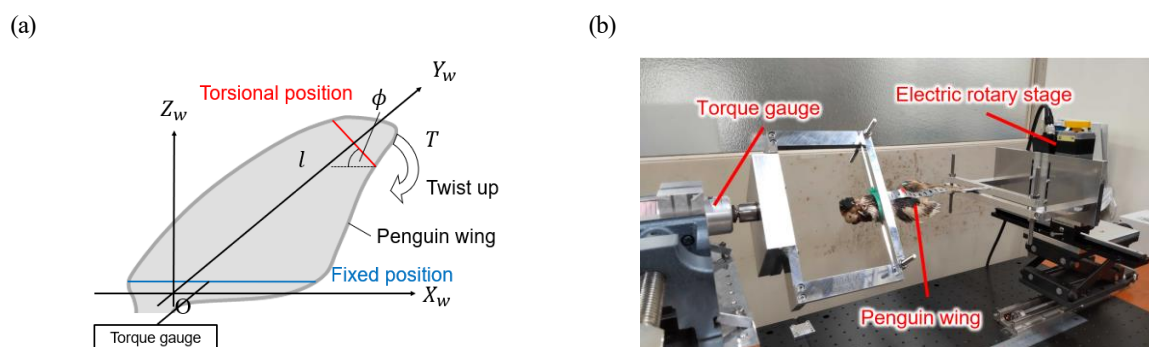 (a)
(b)
Z_w
Y_w
Torsional position
ϕ
T
l
Twist up
Penguin wing
Fixed position
O
X_w
Torque gauge
Electric rotary stage
Torque gauge
Penguin wing